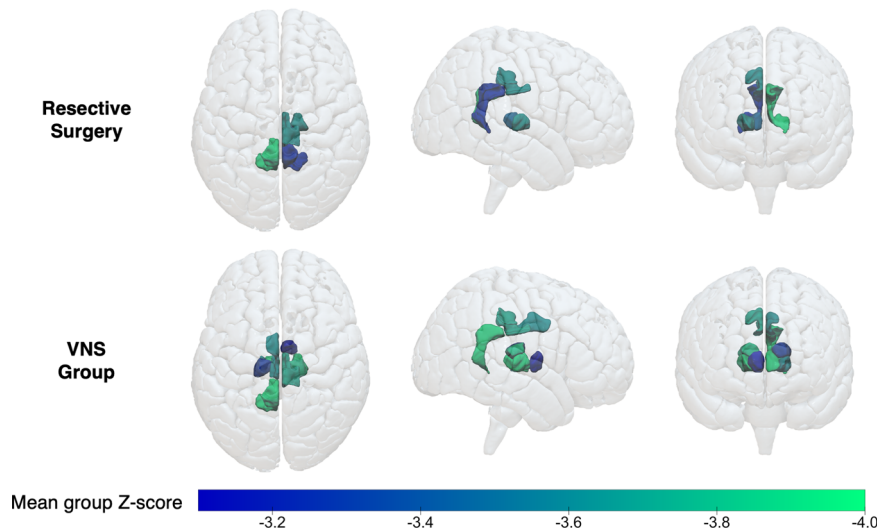 Resective
Surgery
VNS
Group
Mean group Z-score
-3.2
-3.4
-3.6
-3.8
-4.0